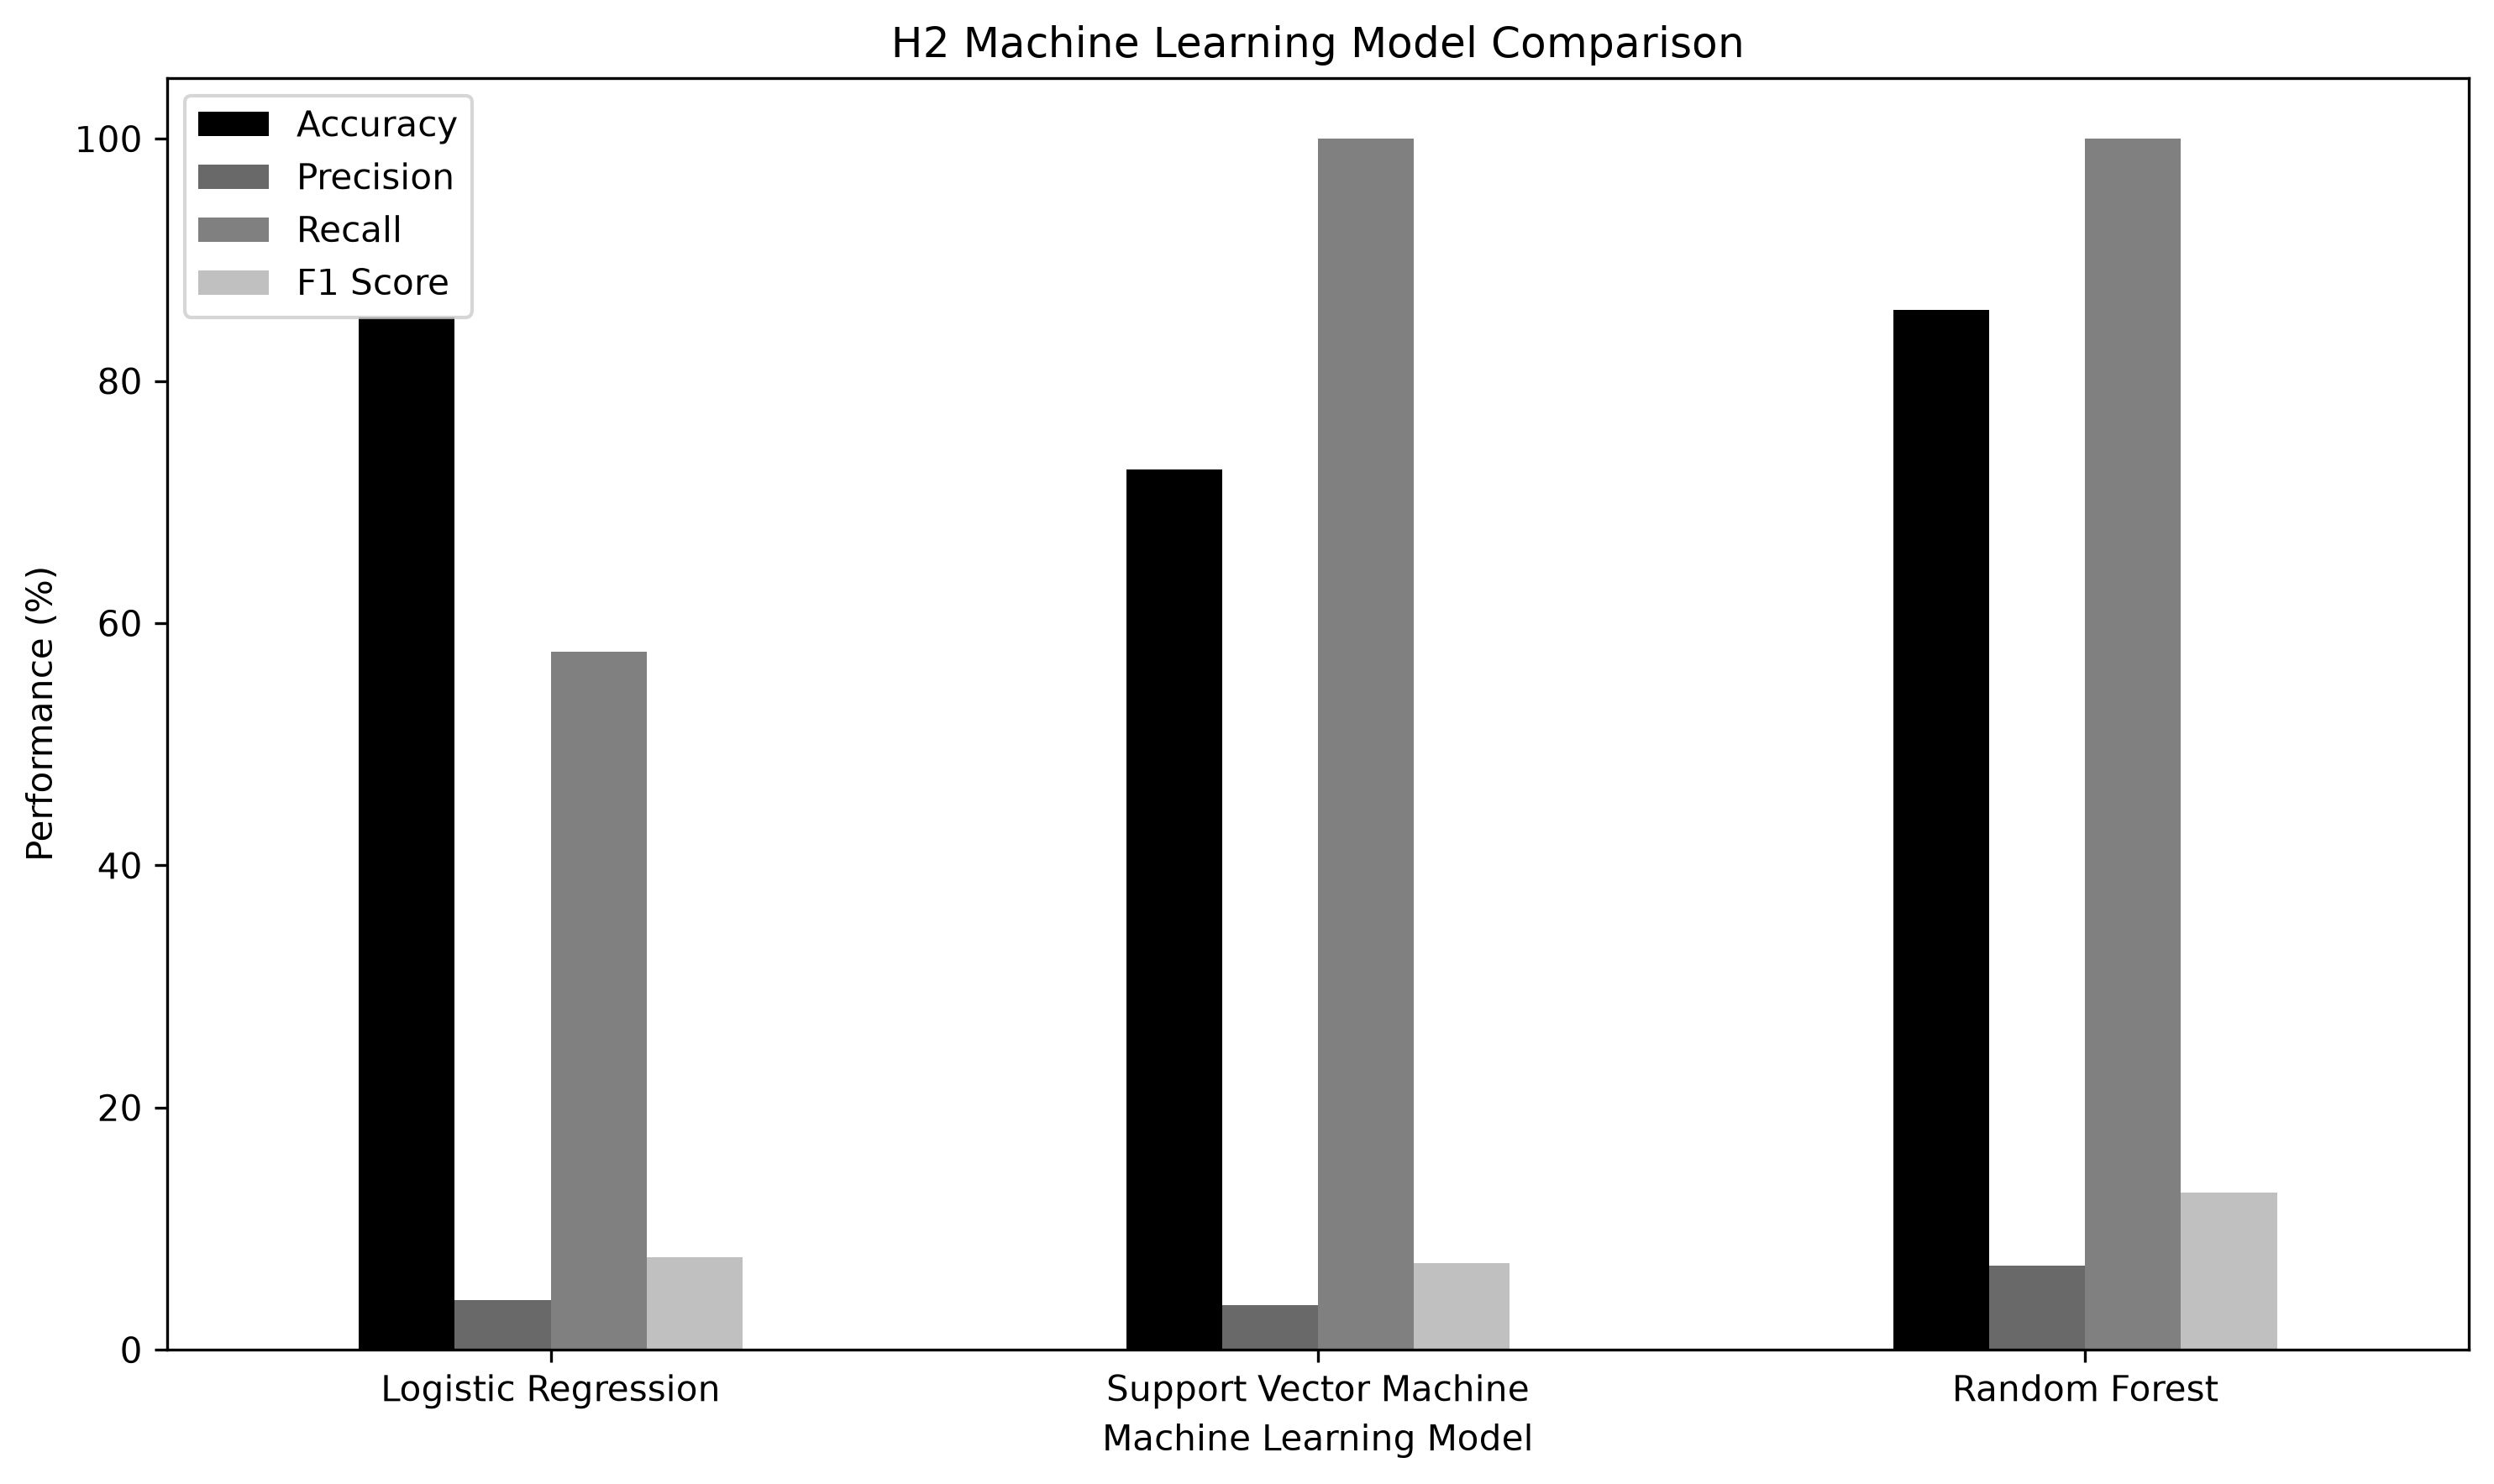 H2 Machine Learning Model Comparison
Accuracy
Precision
Recall
F1 Score
Performance (%)
100
80
60
40
20
0
Logistic Regression
Support Vector Machine
Random Forest
Machine Learning Model